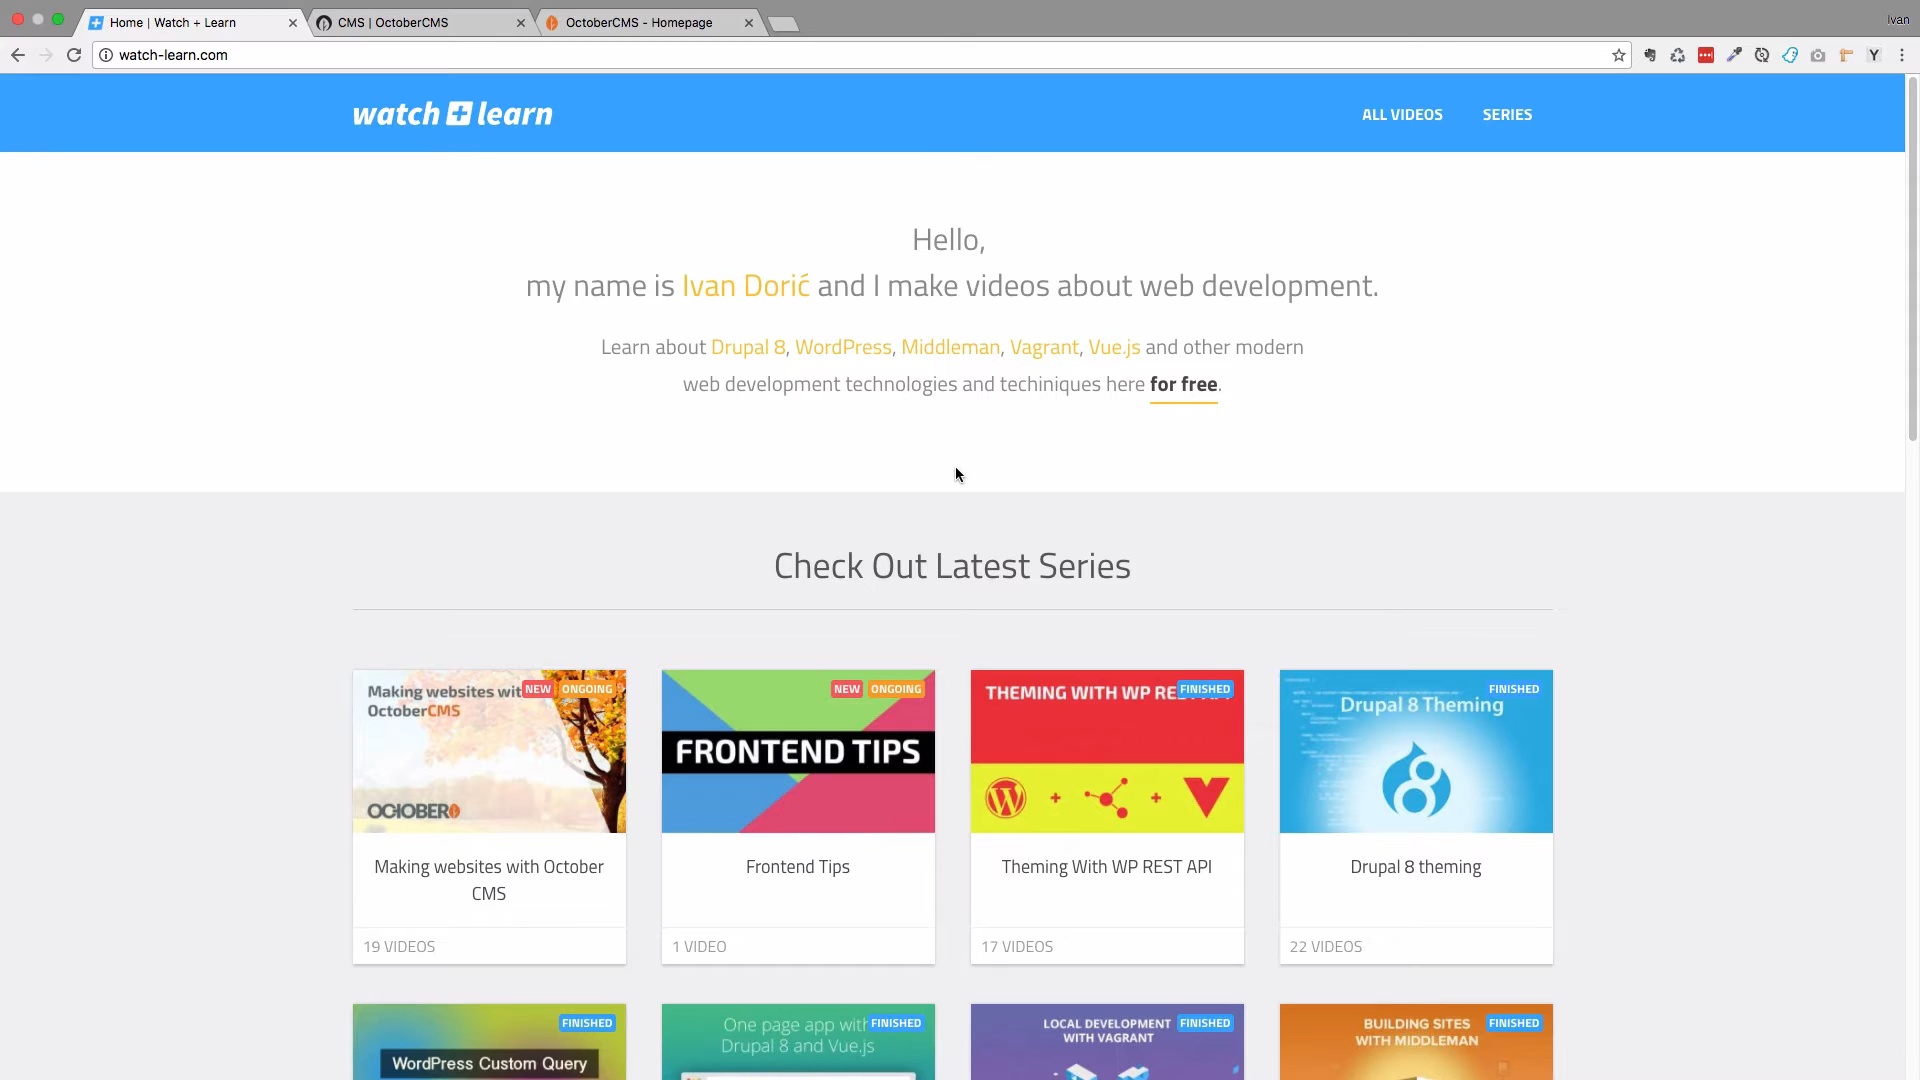 Home | Watch + Learn
CMS | OctoberCMS
OctoberCMS - Homepage
Ivan
watch-learn.com
Y
watch + learn
ALL VIDEOS
SERIES
Hello,
my name is Ivan Dorić and I make videos about web development.
Learn about Drupal 8, WordPress, Middleman, Vagrant, Vue.js and other modern
web development technologies and techiniques here for free.
Check Out Latest Series
Making websites wit
OctoberCMS
NEW ONGOING
OCTOBER
Making websites with October
CMS
19 VIDEOS
NEW ONGOING
FRONTEND TIPS
Frontend Tips
1 VIDEO
THEMING WITH WP RE
FINISHED
Theming With WP REST API
17 VIDEOS
FINISHED
Drupal 8 Theming
8
Drupal 8 theming
22 VIDEOS
FINISHED
WordPress Custom Query
One page app with
Drupal 8 and Vue.js
FINISHED
LOCAL DEVELOPMENT
WITH VAGRANT
FINISHED
BUILDING SITES
WITH MIDDLEMAN
FINISHED